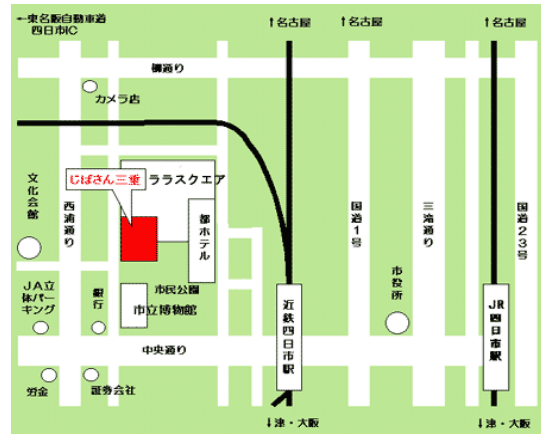 ←東名阪自動車道
四日市IC
↑名古屋
↑名古屋
↑名古屋
柳通り
カメラ店
じばさん三重
ララスクエア
文化会館
西浦通り
都ホテル
国道1号
三滝通り
国道23号
市役所
JA立
体パー
キング
銀行
市民公園
市立博物館
近鉄四日市駅
JR四日市駅
中央通り
労金
証券会社
↓津・大阪
↓津・大阪